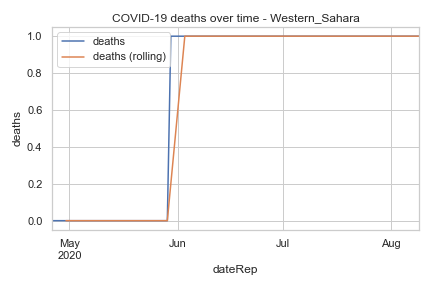 COVID-19 deaths over time - Western_Sahara
deaths
deaths (rolling)
1.0
0.8
0.6
0.4
0.2
0.0
deaths
May
2020
Jun
Jul
Aug
dateRep